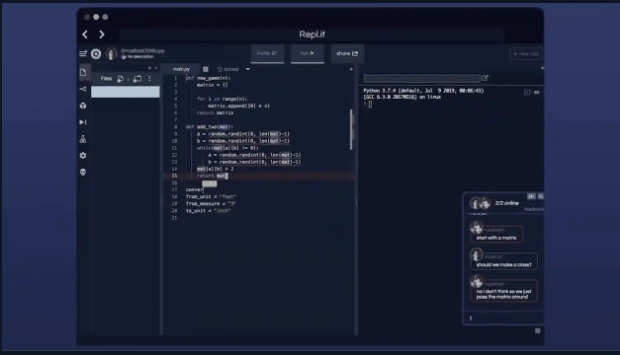 Repl.it
No description
invite
run
share
+ new repl
Files
main.py
saved
Python 3.7.4 (default, Jul 9 2019, 00:06:43)
[GCC 6.3.0 20170516] on linux
1 def new_game(n):
2 matrix = []
3
4 for i in range(n):
5 matrix.append([0] * n)
6 return matrix
7
8 def add_two(mat):
9 a = random.randint(0, len(mat)-1)
10 b = random.randint(0, len(mat)-1)
11 while(mat[a][b] != 0):
12 a = random.randint(0, len(mat)-1)
13 b = random.randint(0, len(mat)-1)
14 mat[a][b] = 2
15 return mat
16
17 conver
18 from_unit = "foot"
19 from_measure = "3"
20 to_unit = "inch"
21
2/2 online
start with a matrix
should we make a class?
no i don't think so we just
pass the matrix around